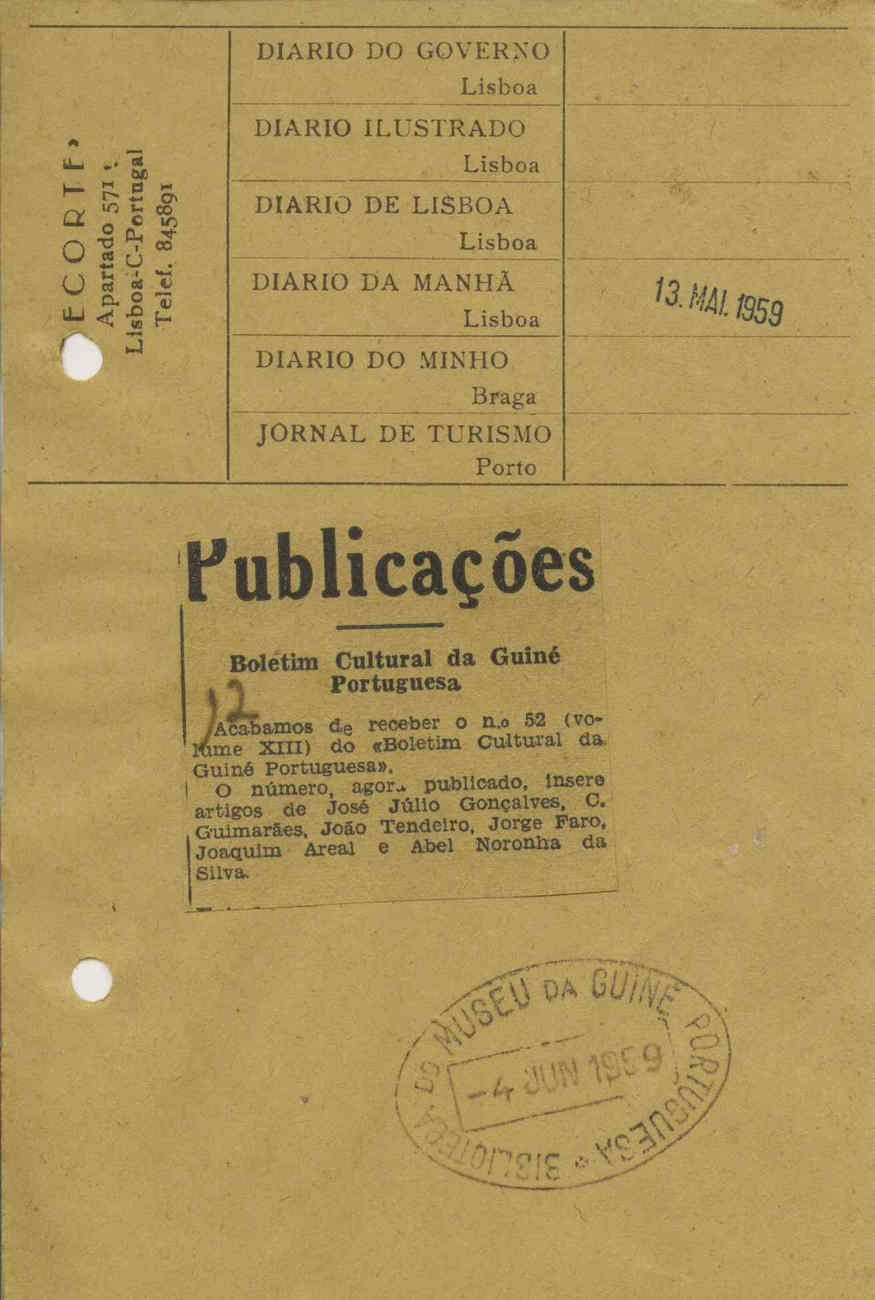 ECORTE»
Apartado 571
Lisboa-C-Portugal
Telef. 845891
DIARIO DO GOVERNO
Lisboa
DIARIO ILUSTRADO
Lisboa
DIARIO DE LISBOA
Lisboa
DIARIO DA MANHÃ
Lisboa
13. MAI. 1959
DIARIO DO MINHO
Braga
JORNAL DE TURISMO
Porto
Publicações
Boletim Cultural da Guiné
Portuguesa
12
Acabamos de receber o n.o 52 (vo-
lume XIII) do «Boletim Cultural da
Guiné Portuguesa».
O número, agora publicado, insere
artigos de José Júlio Gonçalves, C.
Guimarães, João Tendeiro, Jorge Faro,
Joaquim Areal e Abel Noronha da
Silva.
BIBLIOTECA DO MUSEU DA GUINÉ PORTUGUESA
-4 JUN 1959